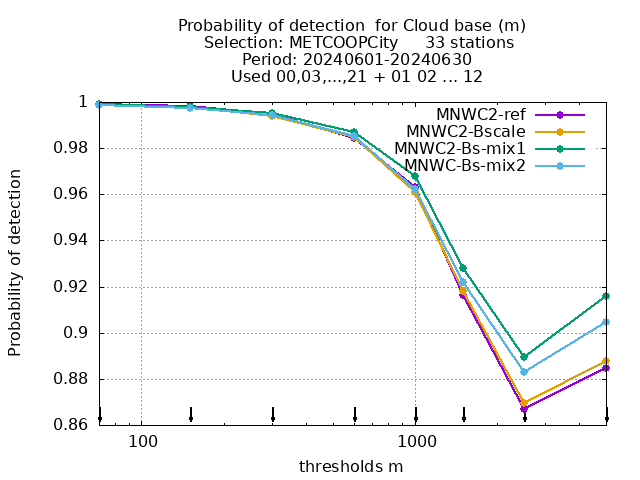 Probability of detection  for Cloud base (m)
Selection: METCOOPCity     33 stations
Period: 20240601-20240630
Used 00,03,...,21 + 01 02 ... 12
MNWC2-ref
MNWC2-Bscale
MNWC2-Bs-mix1
MNWC-Bs-mix2
Probability of detection
1
0.98
0.96
0.94
0.92
0.9
0.88
0.86
100
1000
thresholds m